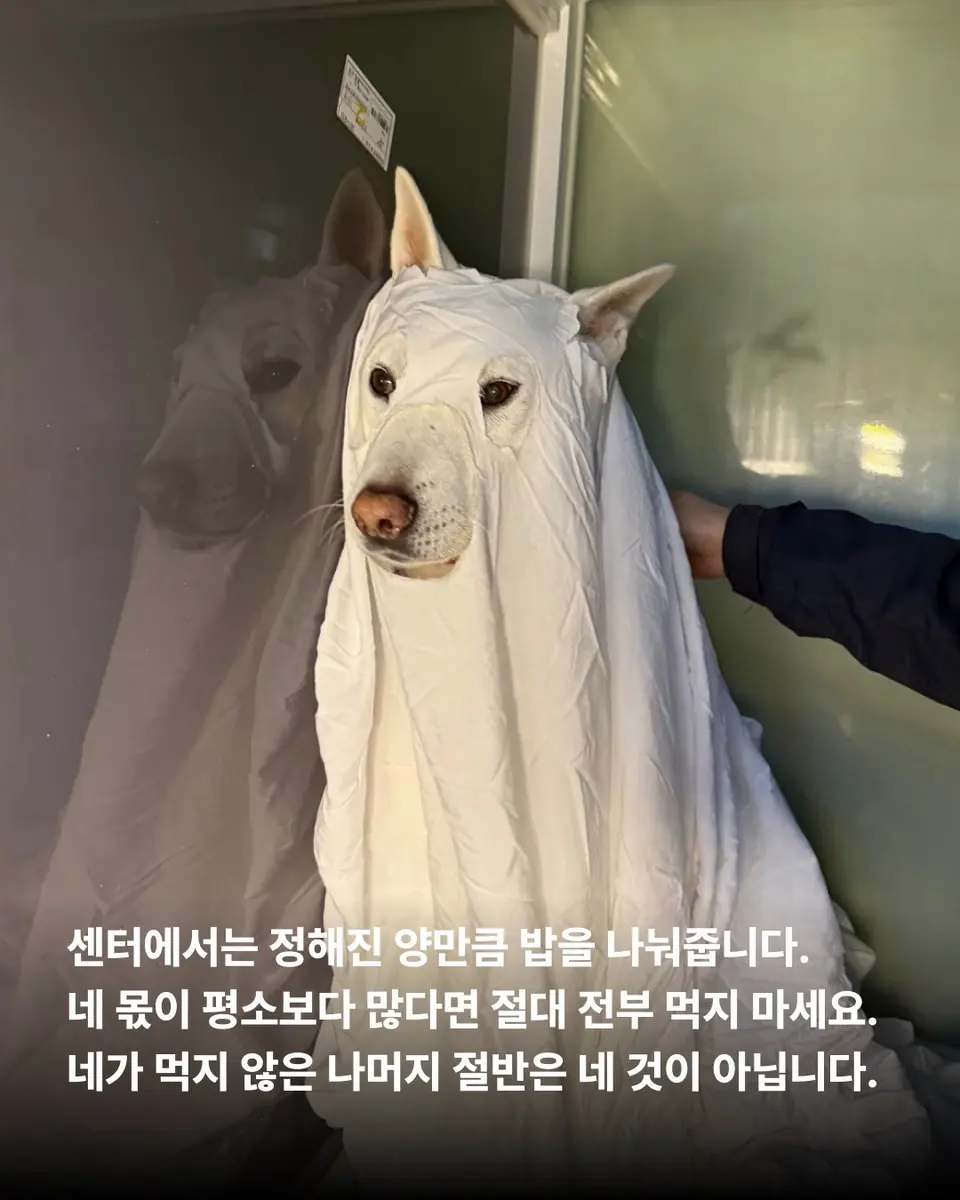 센터에서는 정해진 양만큼 밥을 나눠줍니다.
네 몫이 평소보다 많다면 절대 전부 먹지 마세요.
네가 먹지 않은 나머지 절반은 네 것이 아닙니다.